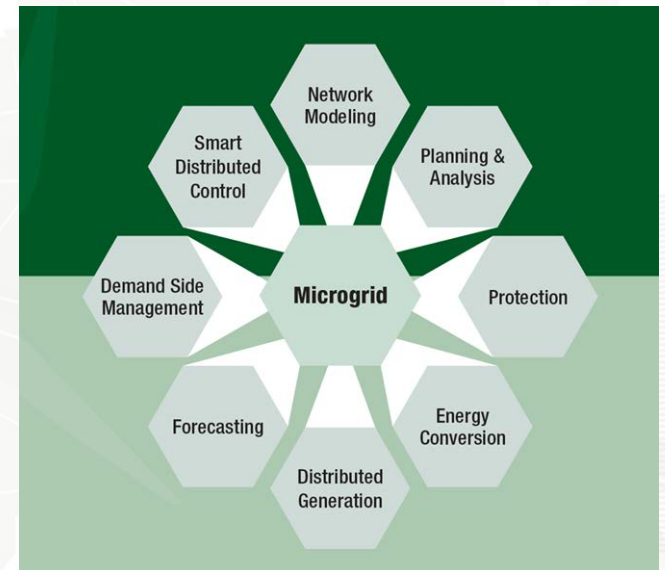 Network
Modeling
Planning &
Analysis
Smart
Distributed
Control
Demand Side
Management
Microgrid
Protection
Forecasting
Energy
Conversion
Distributed
Generation